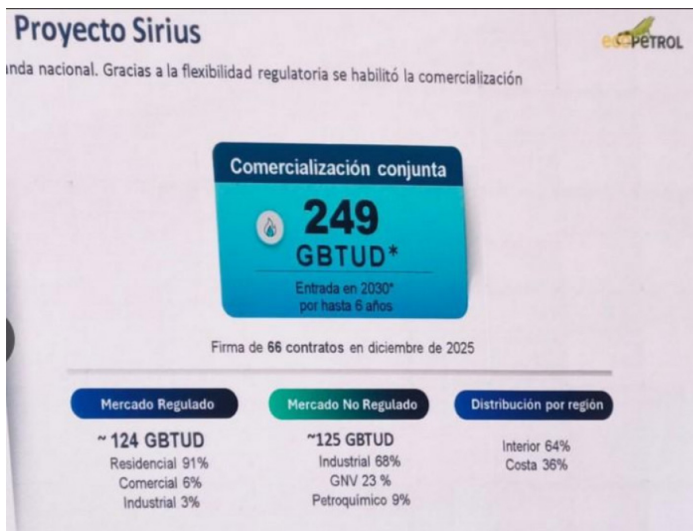 Proyecto Sirius
ecoPETROL
anda nacional. Gracias a la flexibilidad regulatoria se habilitó la comercialización
Comercialización conjunta
249
GBTUD*
Entrada en 2030*
por hasta 6 años
Firma de 66 contratos en diciembre de 2025
Mercado Regulado
~ 124 GBTUD
Residencial 91%
Comercial 6%
Industrial 3%
Mercado No Regulado
~125 GBTUD
Industrial 68%
GNV 23 %
Petroquímico 9%
Distribución por región
Interior 64%
Costa 36%